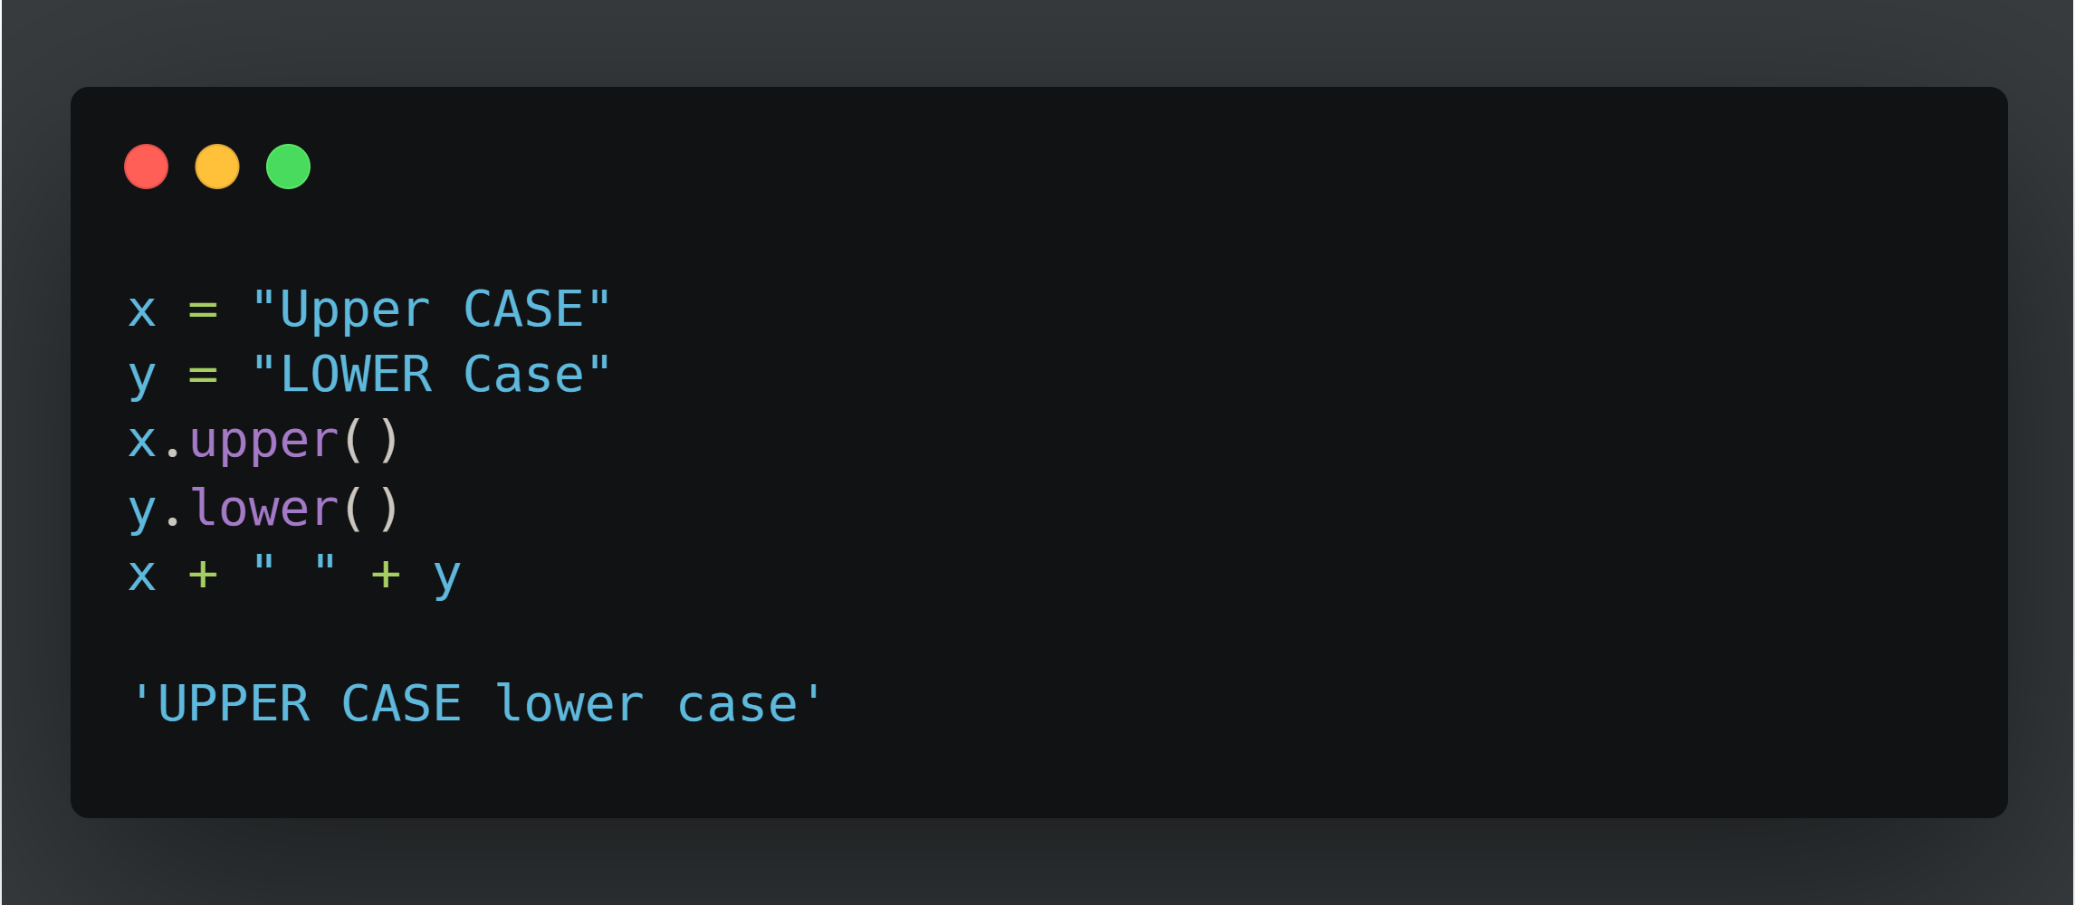 x = "Upper CASE"
y = "LOWER Case"
x.upper()
y.lower()
x + " " + y
'UPPER CASE lower case'